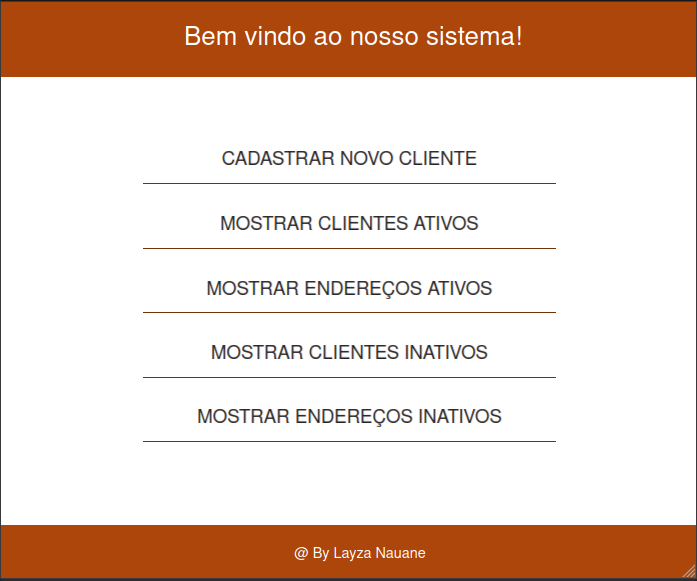 Bem vindo ao nosso sistema!
CADASTRAR NOVO CLIENTE
MOSTRAR CLIENTES ATIVOS
MOSTRAR ENDEREÇOS ATIVOS
MOSTRAR CLIENTES INATIVOS
MOSTRAR ENDEREÇOS INATIVOS
@ By Layza Nauane